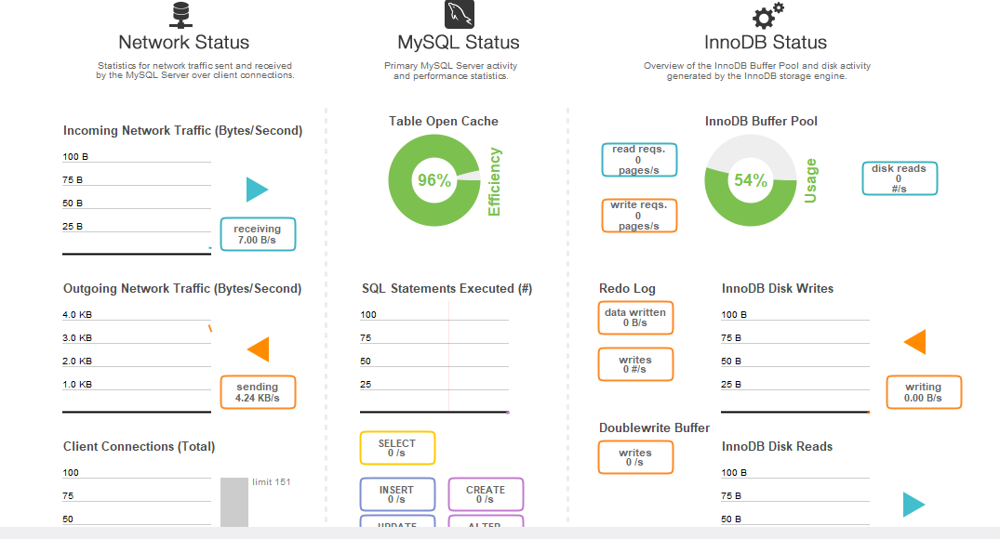 Network Status
Statistics for network traffic sent and received
by the MySQL Server over client connections.
Incoming Network Traffic (Bytes/Second)
100 B
75 B
50 B
25 B
receiving
7.00 B/s
Outgoing Network Traffic (Bytes/Second)
4.0 KB
3.0 KB
2.0 KB
1.0 KB
sending
4.24 KB/s
Client Connections (Total)
100
75
50
limit 151
MySQL Status
Primary MySQL Server activity
and performance statistics.
Table Open Cache
96%
Efficiency
SQL Statements Executed (#)
100
75
50
25
SELECT
0 /s
INSERT
0 /s
CREATE
0 /s
UPDATE
ALTER
InnoDB Status
Overview of the InnoDB Buffer Pool and disk activity
generated by the InnoDB storage engine.
InnoDB Buffer Pool
read reqs.
0
pages/s
write reqs.
0
pages/s
54%
Usage
disk reads
0
#/s
Redo Log
data written
0 B/s
writes
0 #/s
Doublewrite Buffer
writes
0 /s
InnoDB Disk Writes
100 B
75 B
50 B
25 B
writing
0.00 B/s
InnoDB Disk Reads
100 B
75 B
50 B